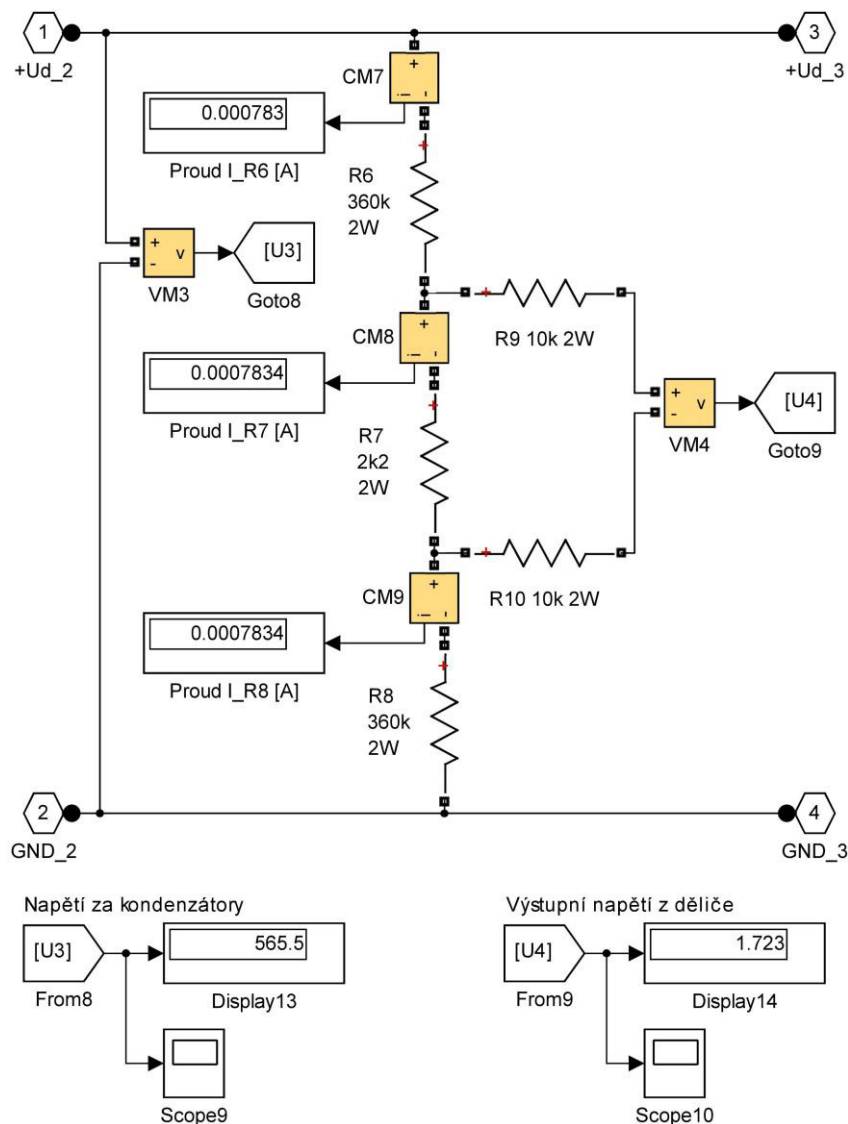 1
3
+Ud_2
+Ud_3
CM7
+
i
-
0.000783
Proud I_R6 [A]
R6
360k
2W
+
-
v
VM3
[U3]
Goto8
CM8
+
i
-
R9 10k 2W
0.0007834
Proud I_R7 [A]
+
-
v
VM4
[U4]
Goto9
R7
2k2
2W
CM9
+
i
-
R10 10k 2W
0.0007834
Proud I_R8 [A]
R8
360k
2W
2
4
GND_2
GND_3
Napětí za kondenzátory
[U3]
From8
565.5
Display13
Scope9
Výstupní napětí z děliče
[U4]
From9
1.723
Display14
Scope10